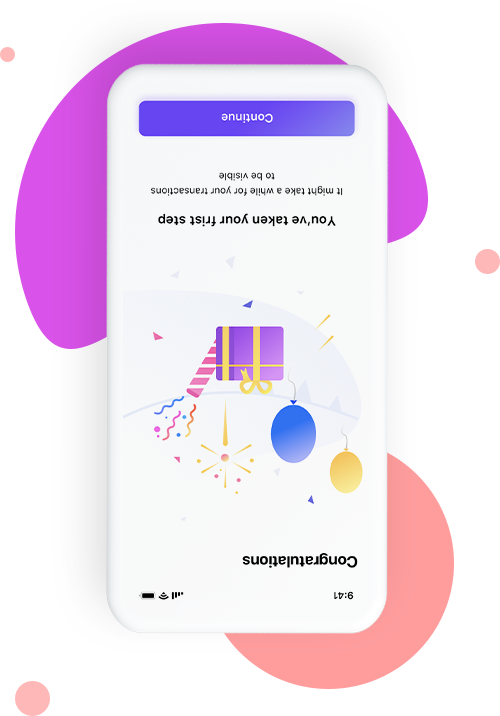 9:41
Congratulations
You've taken your frist step
It might take a while for your transactions
to be visible
Continue